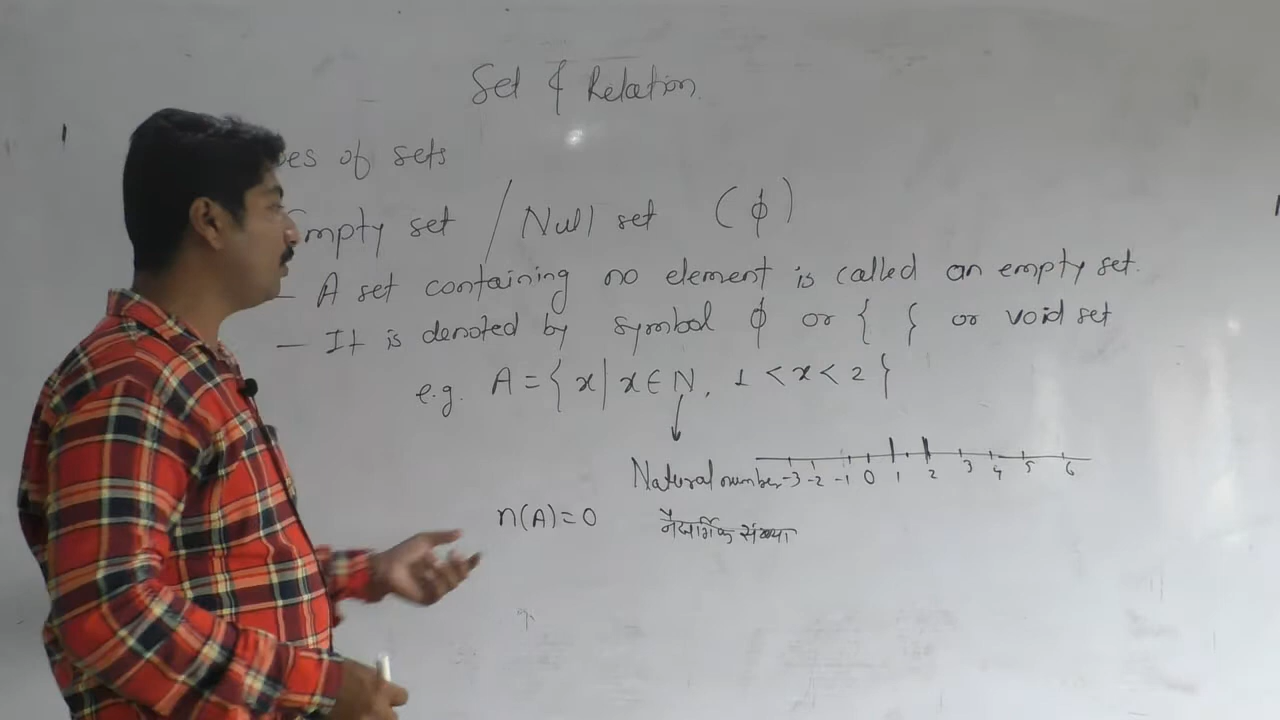 Set & Relation.
pes of sets
Empty set / Null set (ϕ)
– A set containing no element is called an empty set.
– It is denoted by symbol ϕ or { } or void set
e.g. A = { x | x ∈ N, 1 < x < 2 }
Natural number -3 -2 -1 0 1 2 3 4 5 6
n(A)=0 नैसर्गिक संख्या